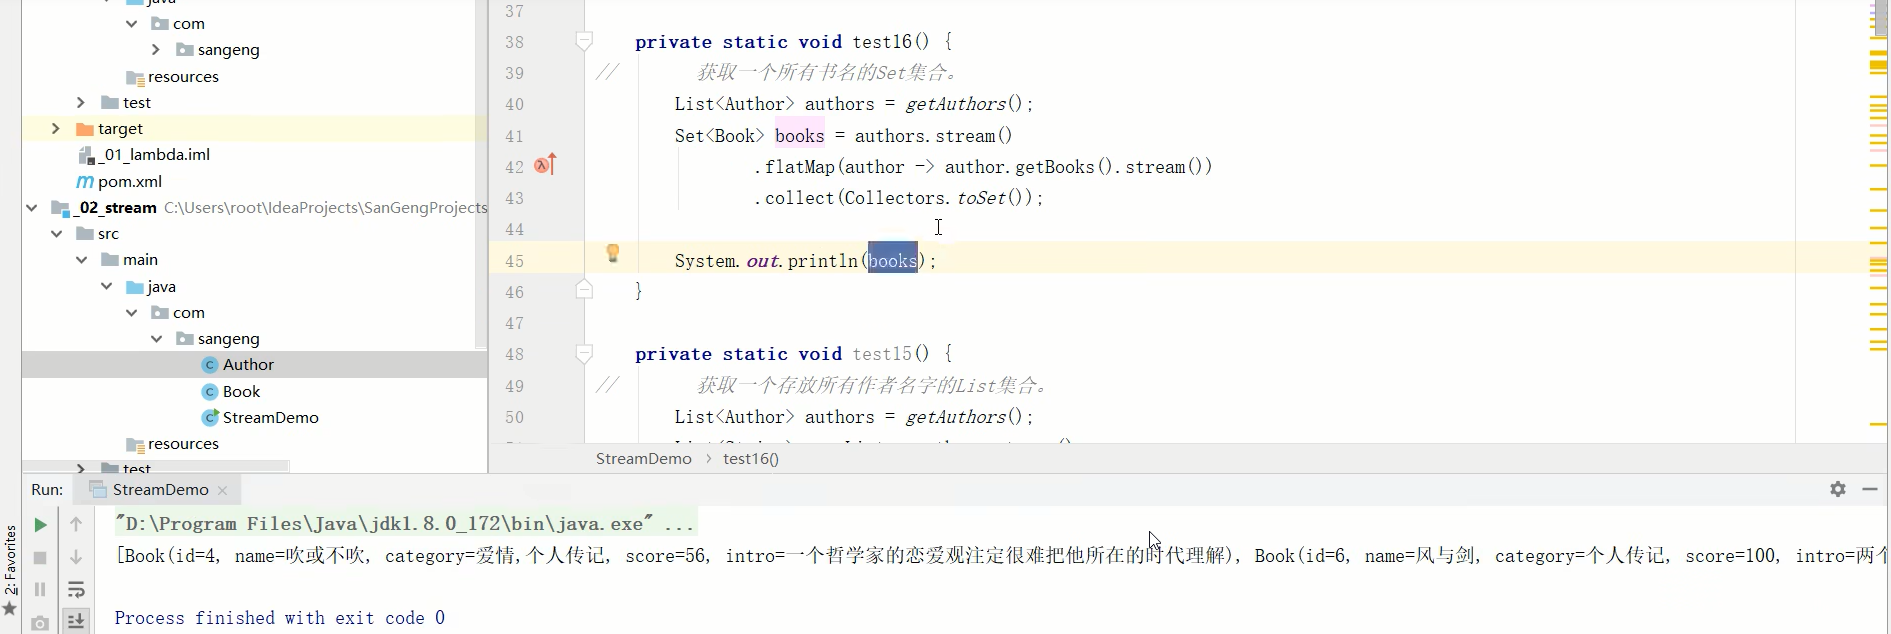 java
com
sangeng
resources
test
target
_01_lambda.iml
pom.xml
_02_stream C:\Users\root\IdeaProjects\SanGengProjects
src
main
java
com
sangeng
Author
Book
StreamDemo
resources
test
37
38 private static void test16() {
39 // 获取一个所有书名的Set集合。
40 List<Author> authors = getAuthors();
41 Set<Book> books = authors.stream()
42 .flatMap(author -> author.getBooks().stream())
43 .collect(Collectors.toSet());
44
45 System.out.println(books);
46 }
47
48 private static void test15() {
49 // 获取一个存放所有作者名字的List集合。
50 List<Author> authors = getAuthors();
StreamDemo › test16()
Run: StreamDemo
"D:\Program Files\Java\jdk1.8.0_172\bin\java.exe" ...
[Book(id=4, name=吹或不吹, category=爱情,个人传记, score=56, intro=一个哲学家的恋爱观注定很难把他所在的时代理解), Book(id=6, name=风与剑, category=个人传记, score=100, intro=两个
Process finished with exit code 0
2: Favorites